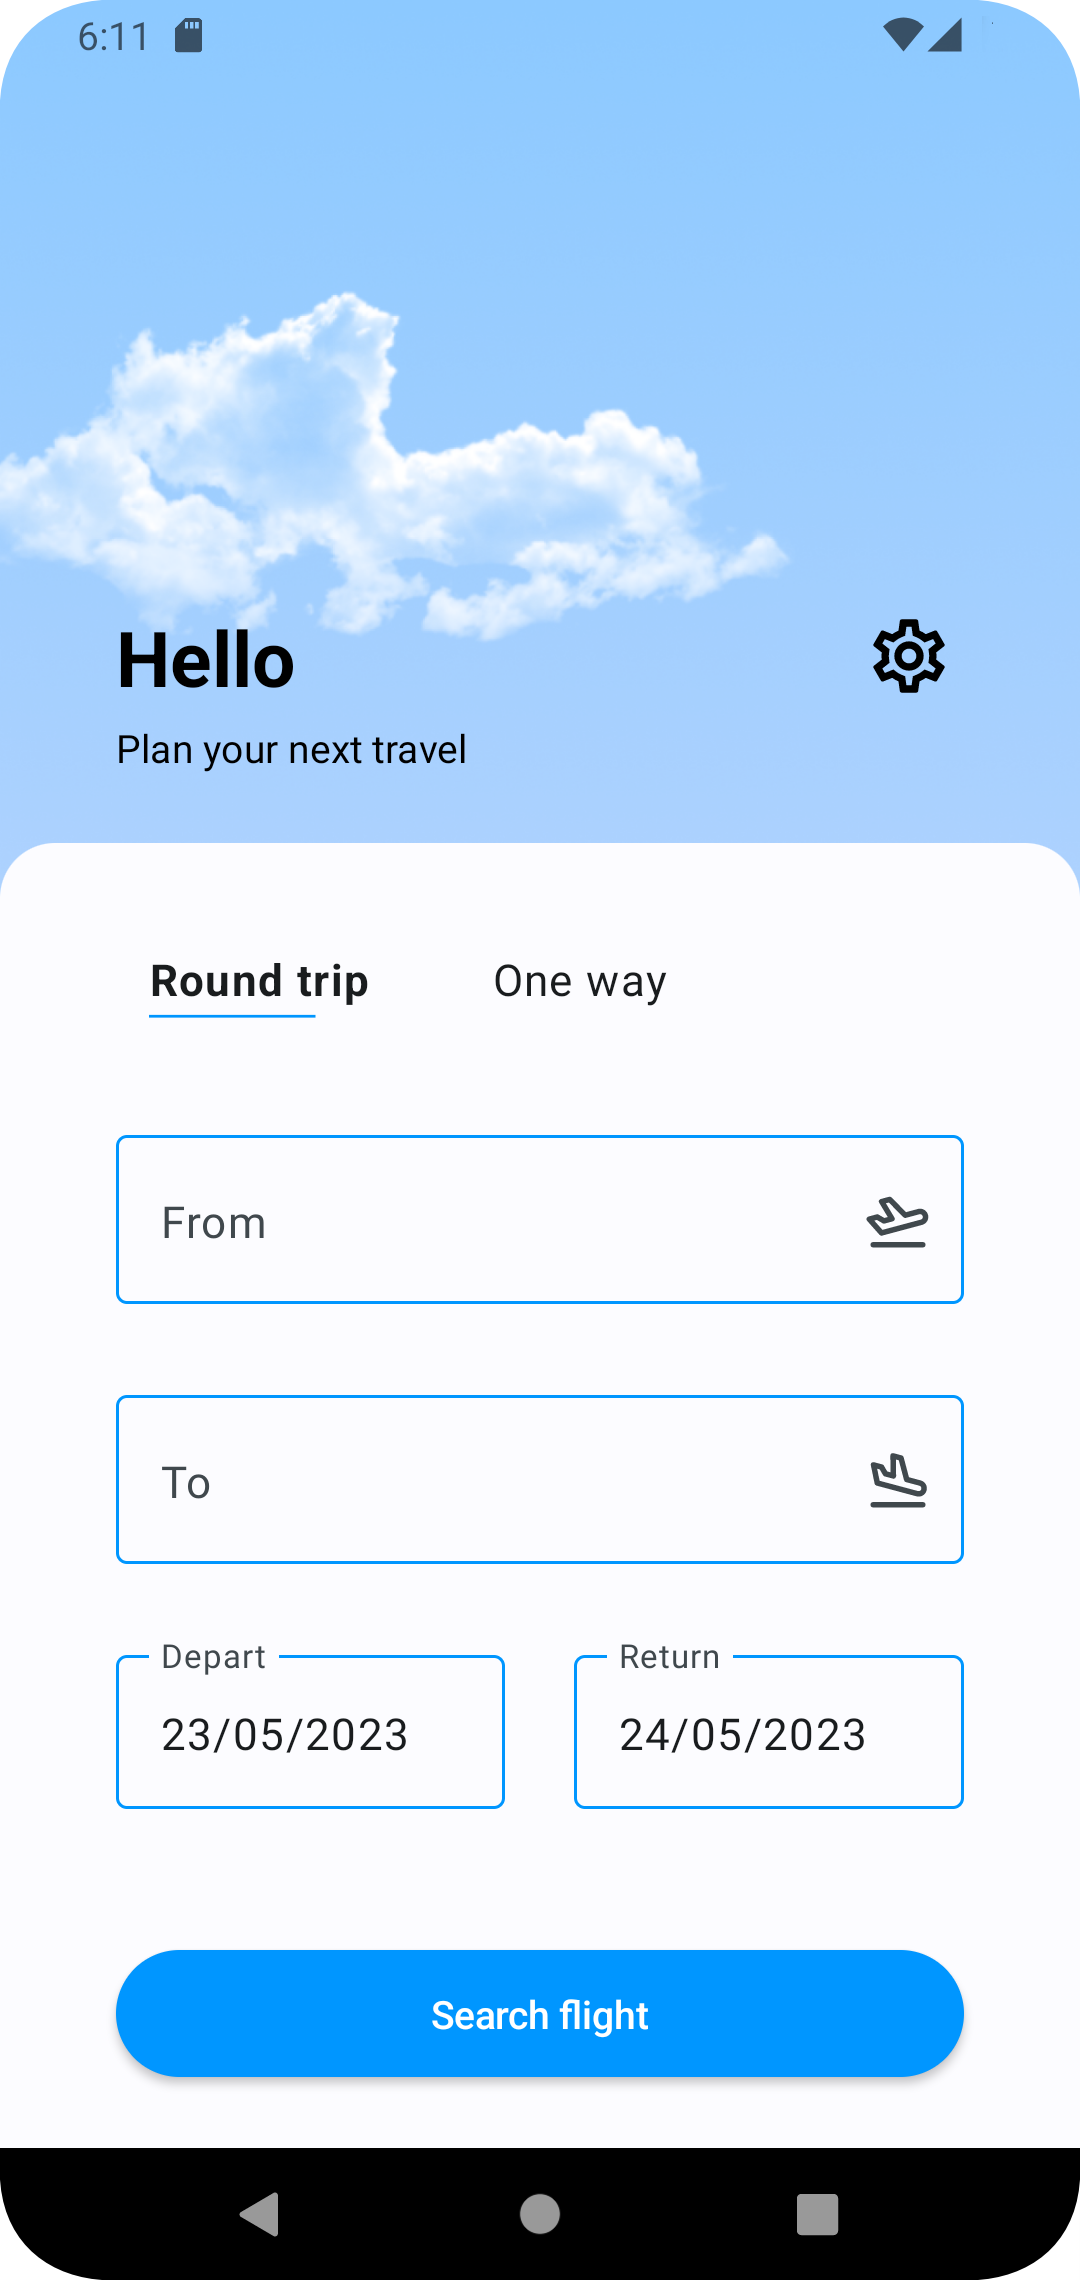 6:11
Hello
Plan your next travel
Round trip
One way
From
To
Depart
Return
23/05/2023
24/05/2023
Search flight